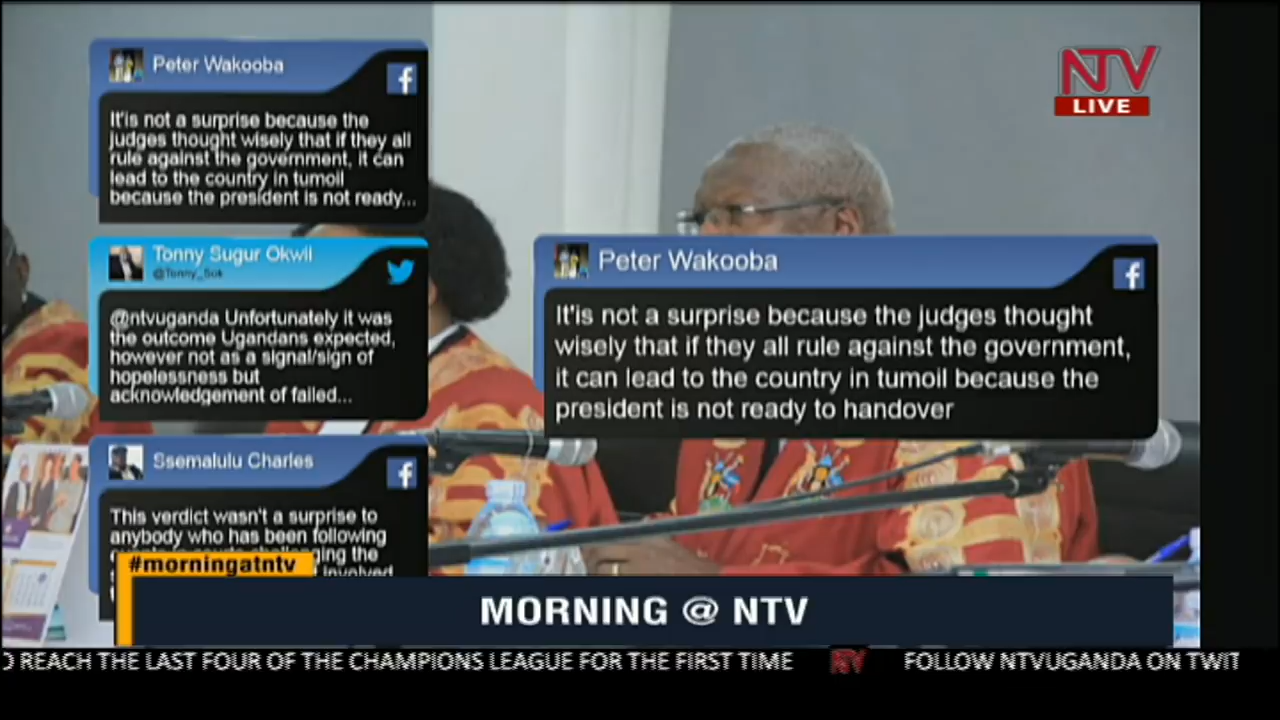 Peter Wakooba
It'is not a surprise because the
judges thought wisely that if they all
rule against the government, it can
lead to the country in tumoil
because the president is not ready...
Tonny Sugur Okwii
@Tonny_Sok
@ntvuganda Unfortunately it was
the outcome Ugandans expected,
however not as a signal/sign of
hopelessness but
acknowledgement of failed...
Ssemalulu Charles
This verdict wasn't a surprise to
anybody who has been following
challenging the
involved
NTV
LIVE
Peter Wakooba
It'is not a surprise because the judges thought
wisely that if they all rule against the government,
it can lead to the country in tumoil because the
president is not ready to handover
#morningatntv
MORNING @ NTV
O REACH THE LAST FOUR OF THE CHAMPIONS LEAGUE FOR THE FIRST TIME NTV FOLLOW NTVUGANDA ON TWIT